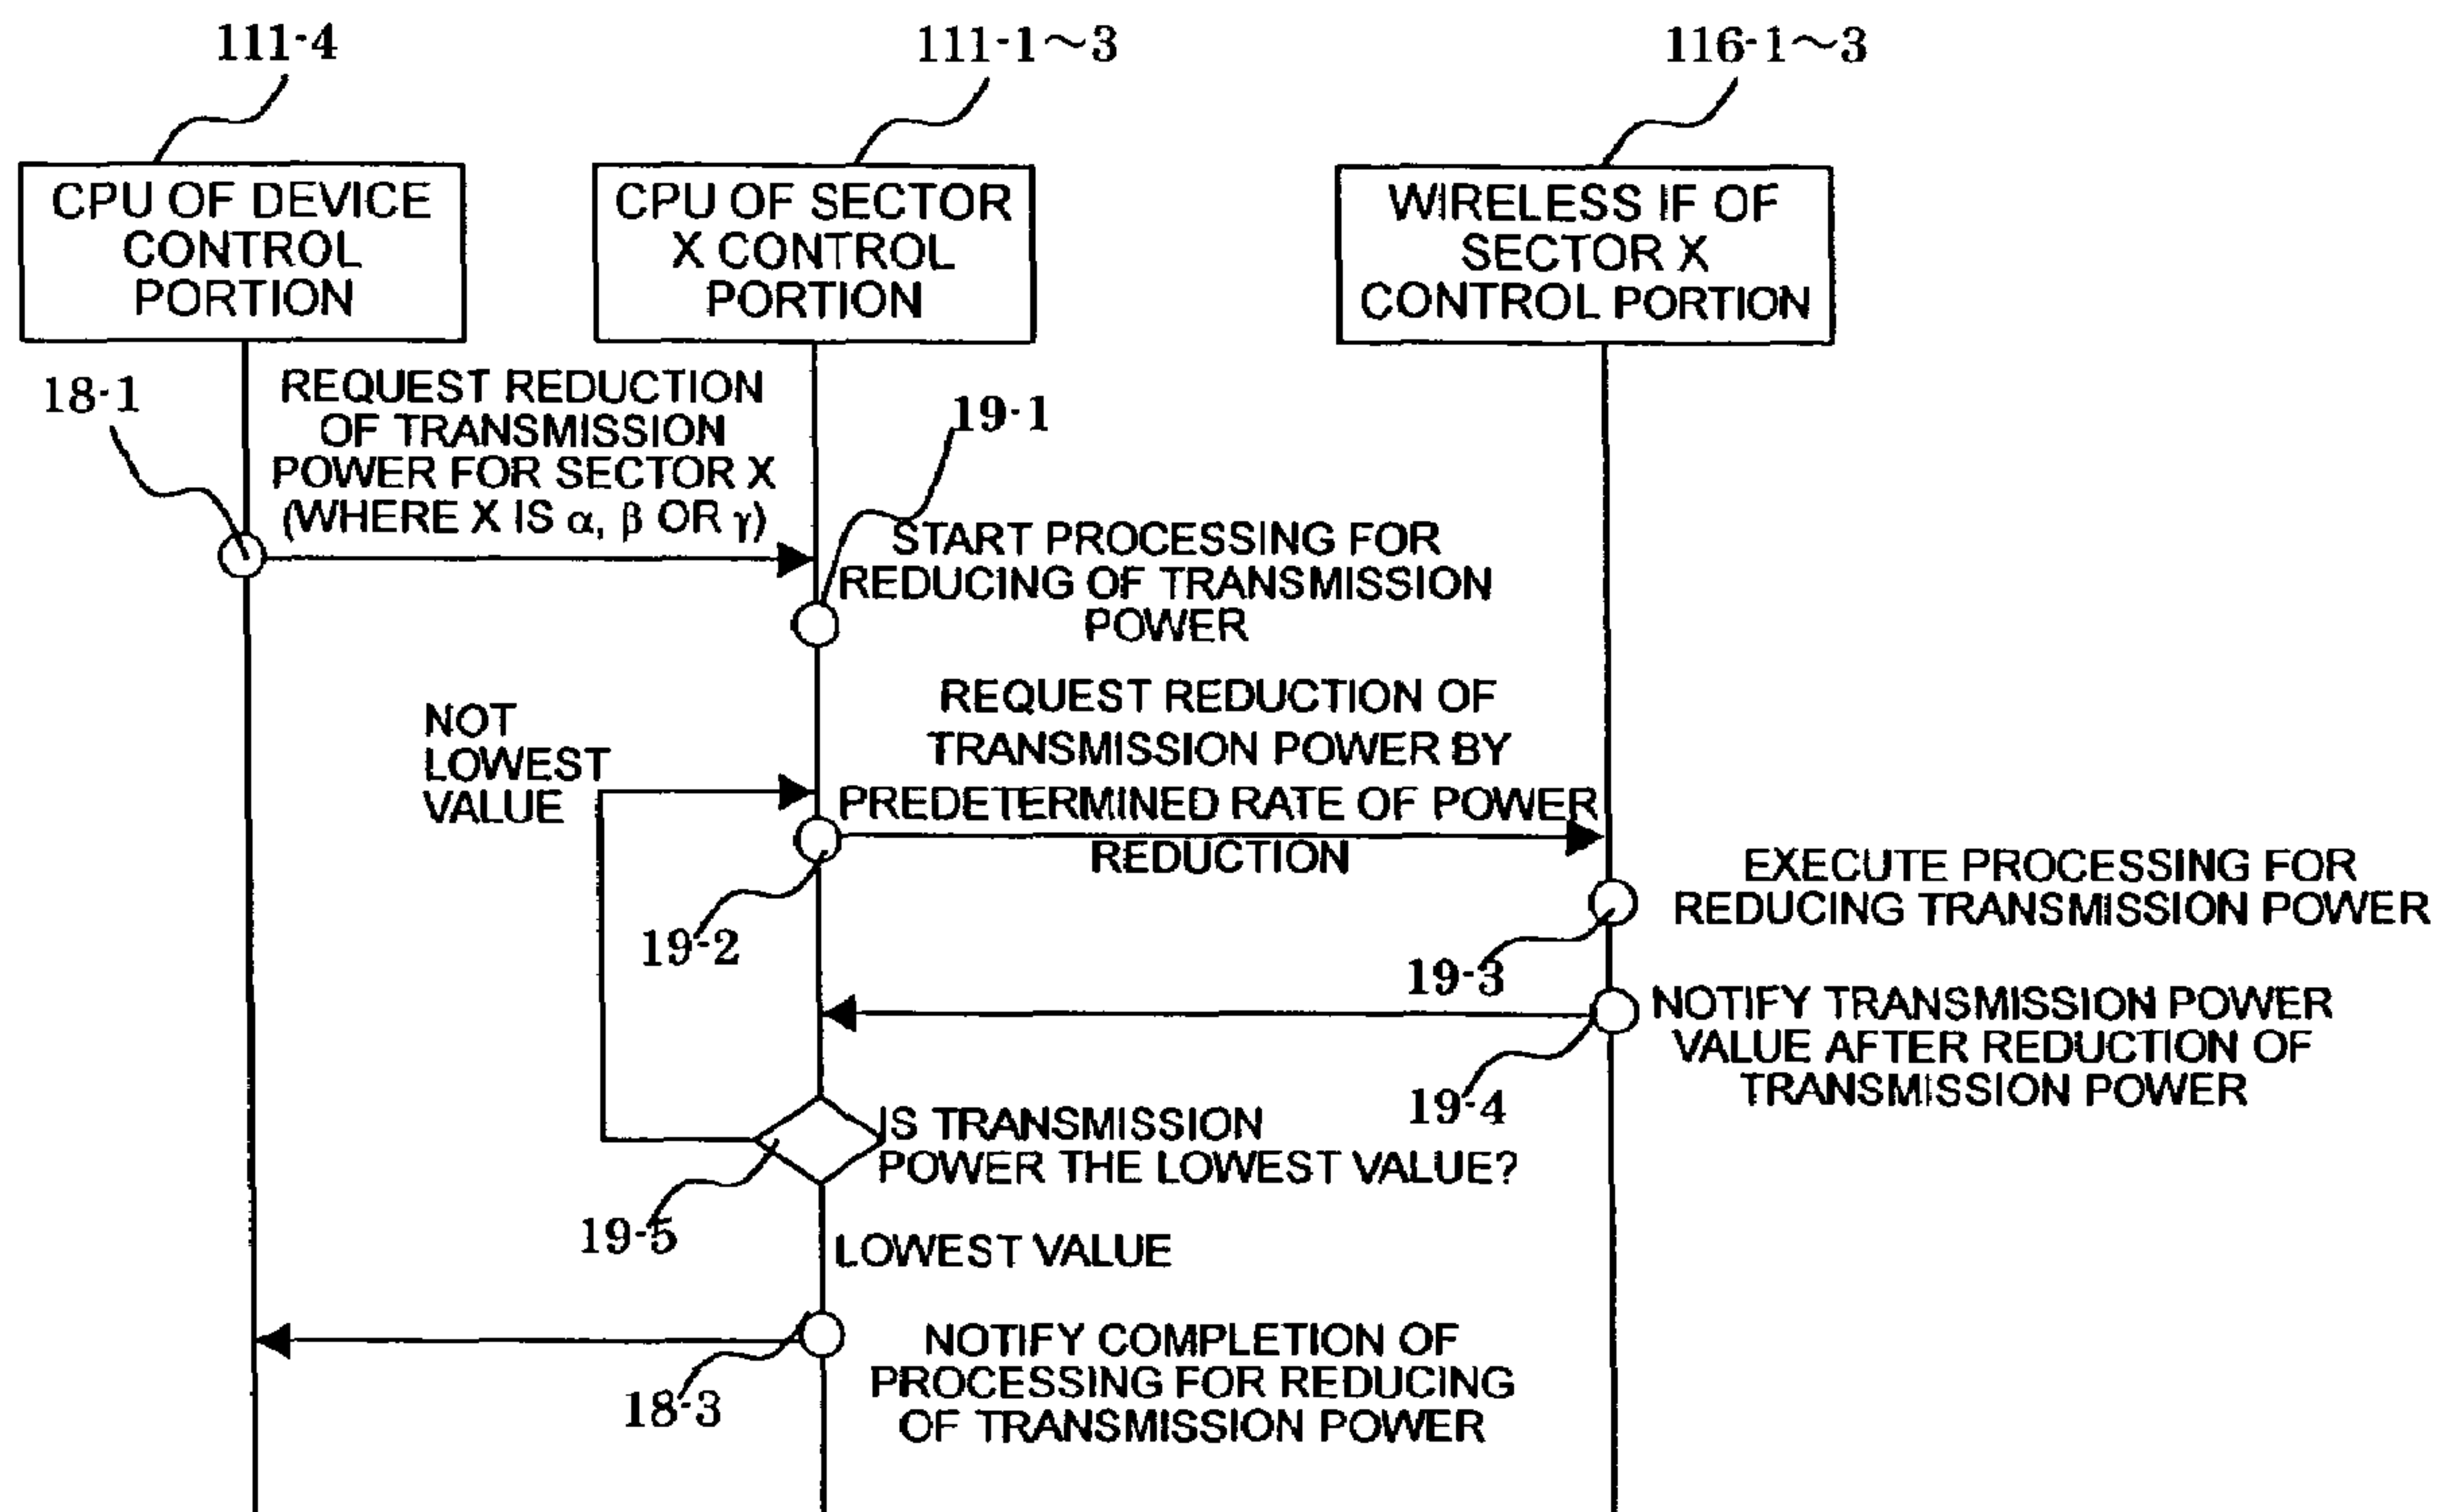 111-4
111-1～3
116-1～3
CPU OF DEVICE
CONTROL
PORTION
CPU OF SECTOR
X CONTROL
PORTION
WIRELESS IF OF
SECTOR X
CONTROL PORTION
18-1
REQUEST REDUCTION
OF TRANSMISSION
POWER FOR SECTOR X
(WHERE X IS α, β OR γ)
19-1
START PROCESSING FOR
REDUCING OF TRANSMISSION
POWER
NOT
LOWEST
VALUE
REQUEST REDUCTION OF
TRANSMISSION POWER BY
PREDETERMINED RATE OF POWER
REDUCTION
19-2
EXECUTE PROCESSING FOR
REDUCING TRANSMISSION POWER
19-3
NOTIFY TRANSMISSION POWER
VALUE AFTER REDUCTION OF
TRANSMISSION POWER
19-4
IS TRANSMISSION
POWER THE LOWEST VALUE?
19-5
LOWEST VALUE
18-3
NOTIFY COMPLETION OF
PROCESSING FOR REDUCING
OF TRANSMISSION POWER